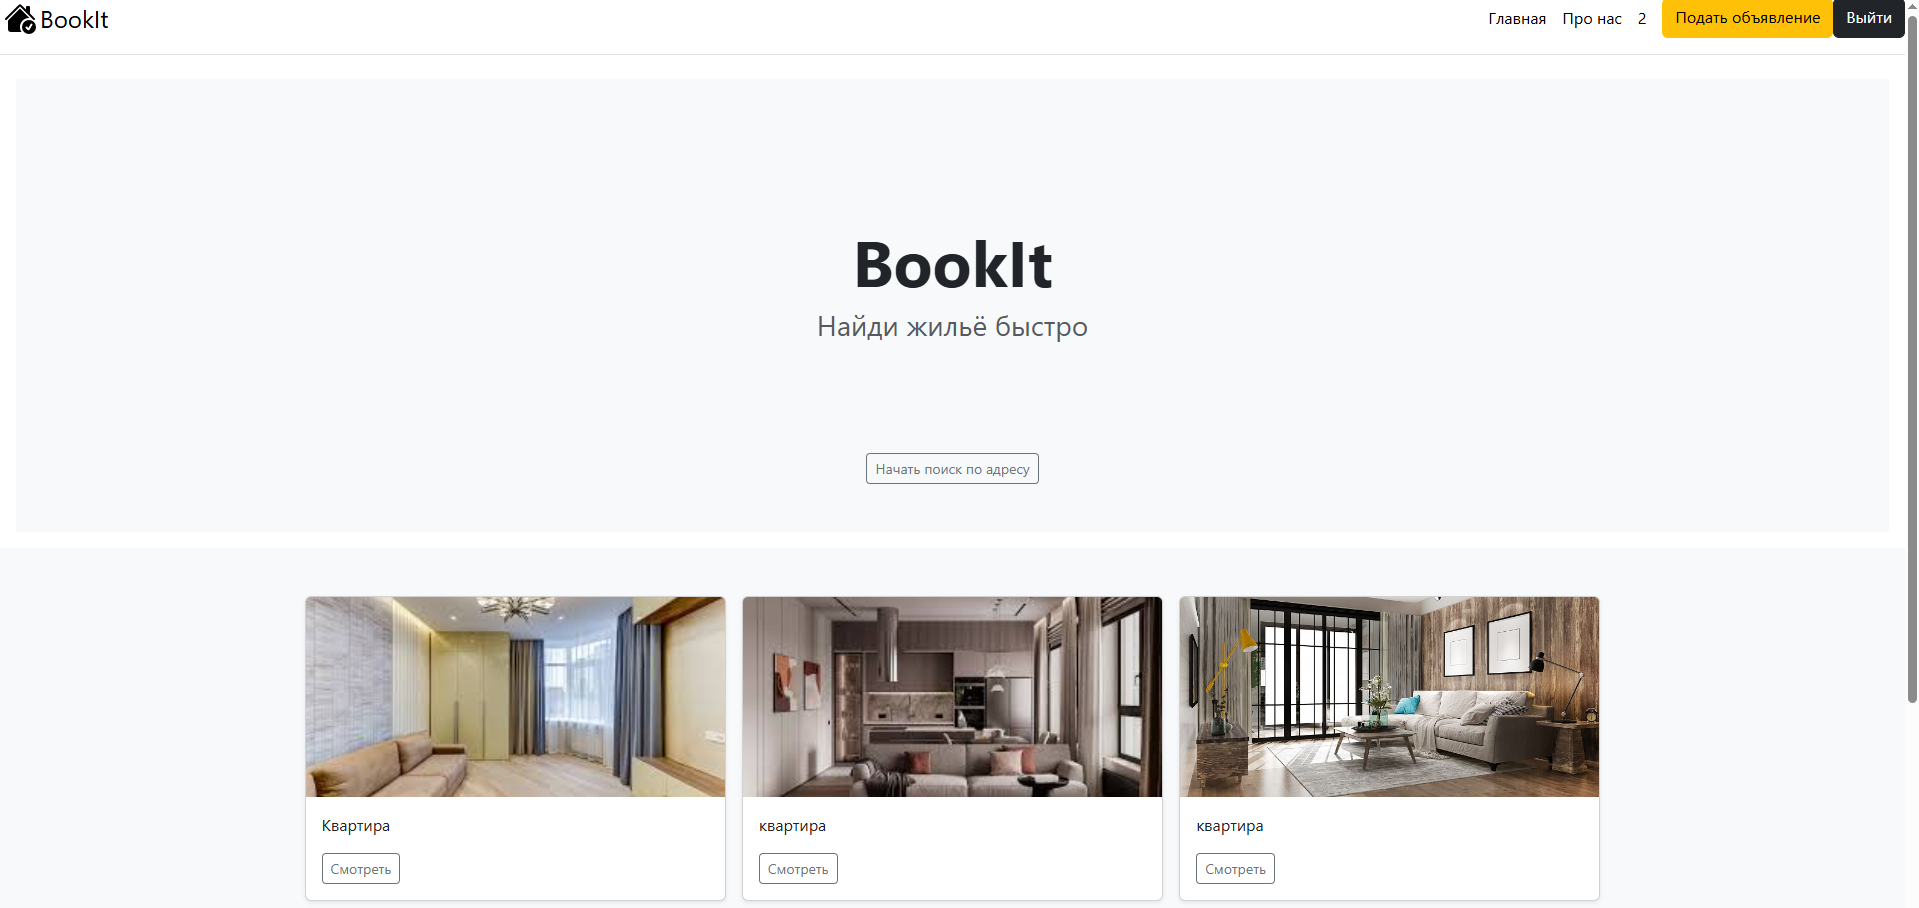 BookIt
Главная Про нас 2 Подать объявление Выйти
BookIt
Найди жильё быстро
Начать поиск по адресу
Квартира
Смотреть
квартира
Смотреть
квартира
Смотреть